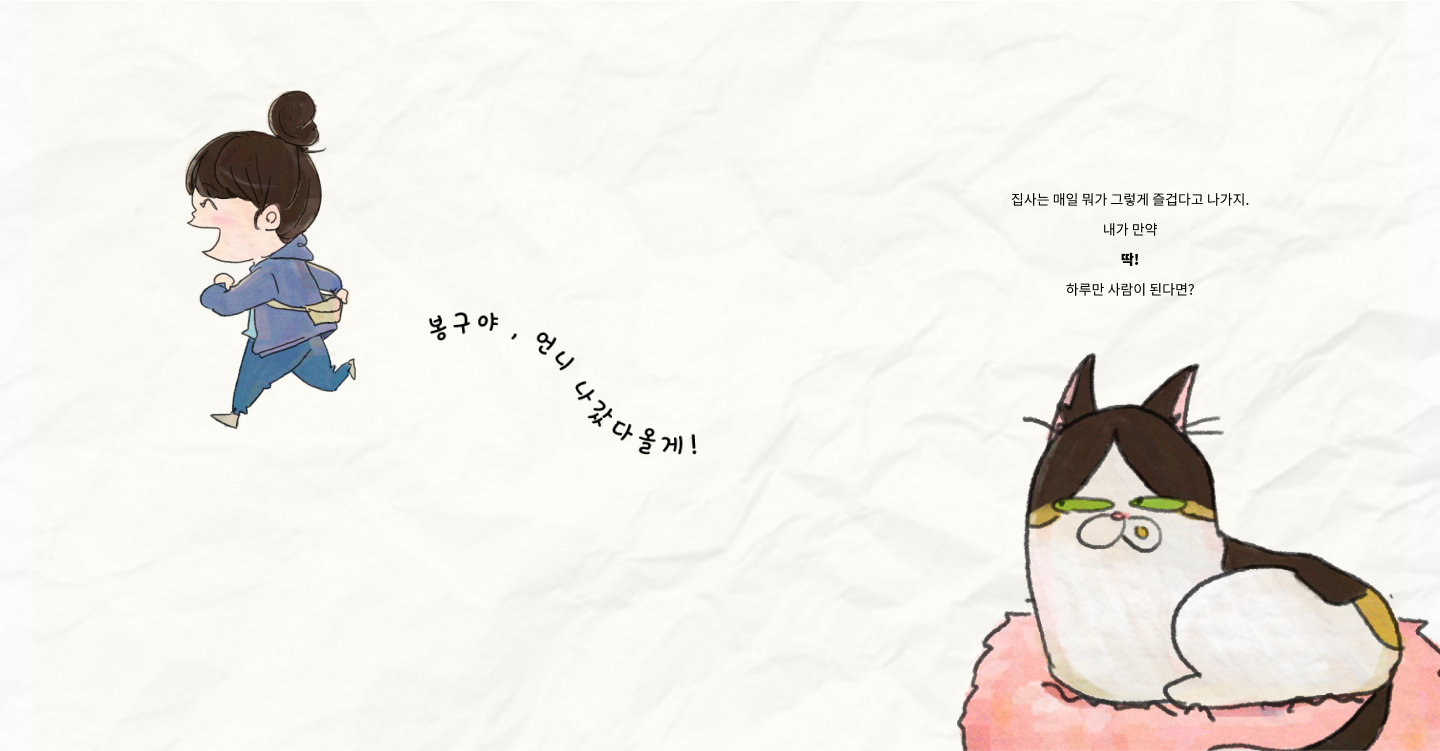 봉구야, 언니 나갔다올게!
집사는 매일 뭐가 그렇게 즐겁다고 나가지.
내가 만약
딱!
하루만 사람이 된다면?